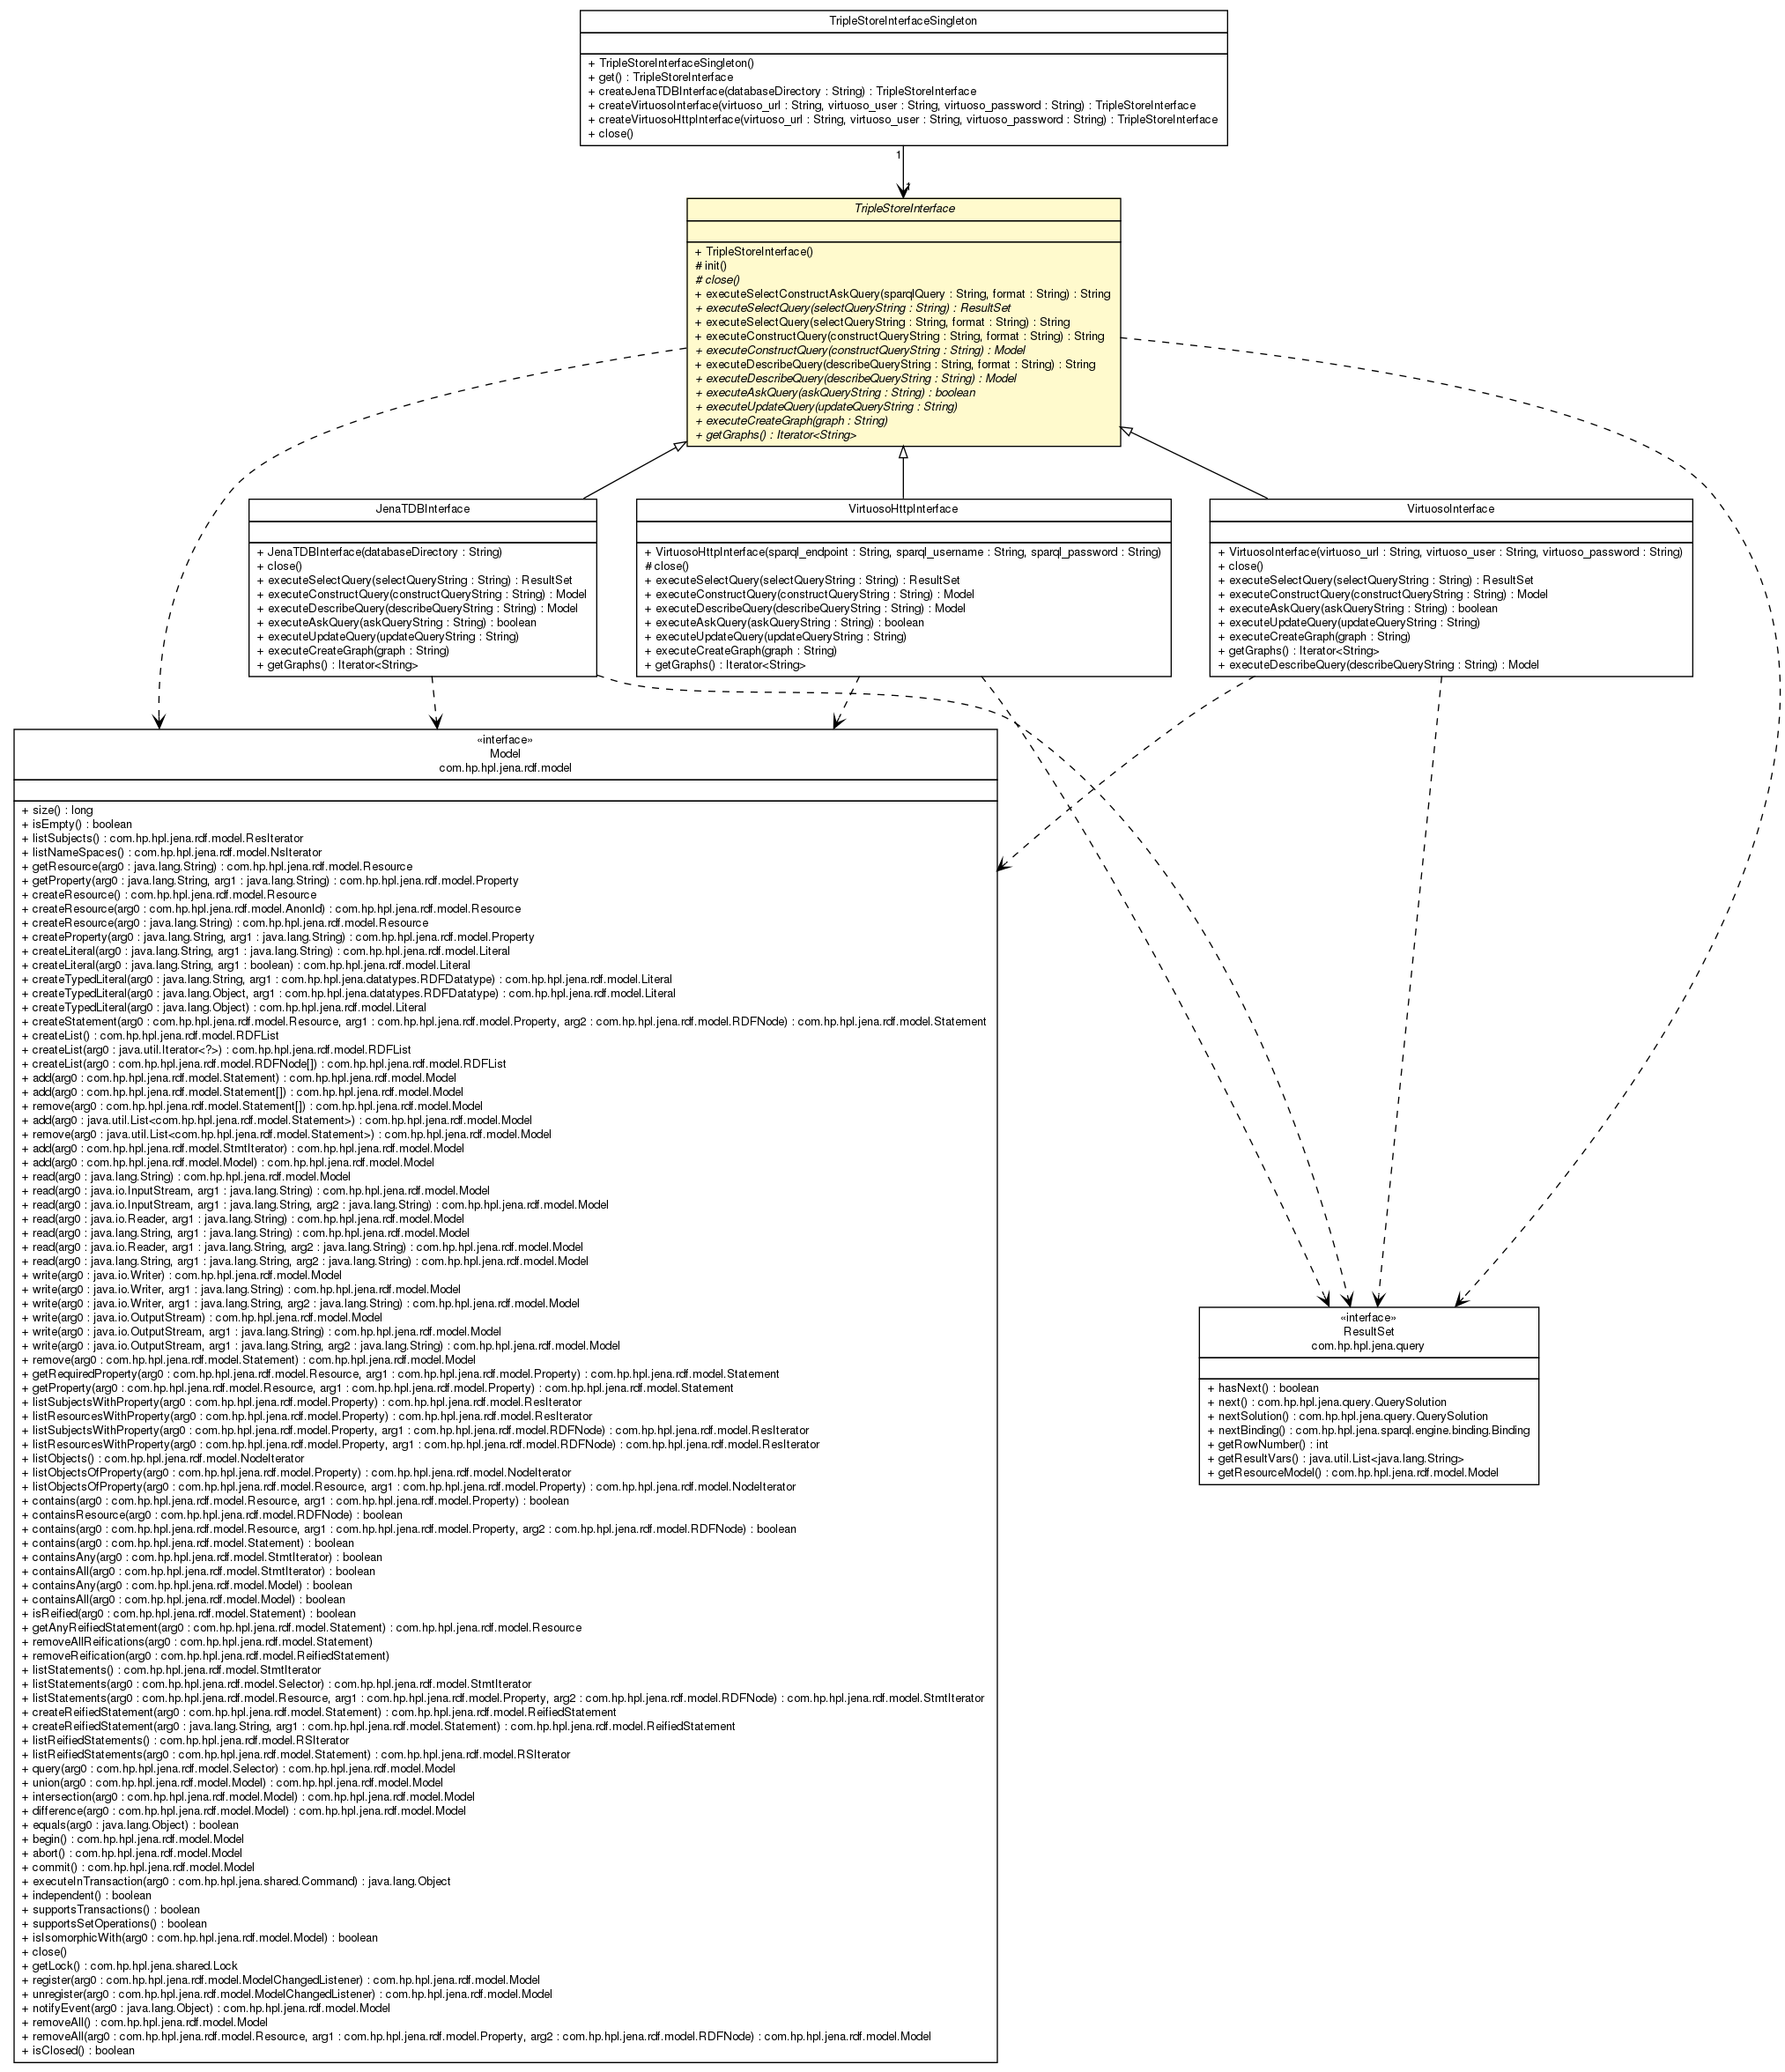 TripleStoreInterfaceSingleton
+ TripleStoreInterfaceSingleton()
+ get() : TripleStoreInterface
+ createJenaTDBInterface(databaseDirectory : String) : TripleStoreInterface
+ createVirtuosoInterface(virtuoso_url : String, virtuoso_user : String, virtuoso_password : String) : TripleStoreInterface
+ createVirtuosoHttpInterface(virtuoso_url : String, virtuoso_user : String, virtuoso_password : String) : TripleStoreInterface
+ close()
1
1
TripleStoreInterface
+ TripleStoreInterface()
# init()
# close()
+ executeSelectConstructAskQuery(sparqlQuery : String, format : String) : String
+ executeSelectQuery(selectQueryString : String) : ResultSet
+ executeSelectQuery(selectQueryString : String, format : String) : String
+ executeConstructQuery(constructQueryString : String, format : String) : String
+ executeConstructQuery(constructQueryString : String) : Model
+ executeDescribeQuery(describeQueryString : String, format : String) : String
+ executeDescribeQuery(describeQueryString : String) : Model
+ executeAskQuery(askQueryString : String) : boolean
+ executeUpdateQuery(updateQueryString : String)
+ executeCreateGraph(graph : String)
+ getGraphs() : Iterator<String>
JenaTDBInterface
+ JenaTDBInterface(databaseDirectory : String)
+ close()
+ executeSelectQuery(selectQueryString : String) : ResultSet
+ executeConstructQuery(constructQueryString : String) : Model
+ executeDescribeQuery(describeQueryString : String) : Model
+ executeAskQuery(askQueryString : String) : boolean
+ executeUpdateQuery(updateQueryString : String)
+ executeCreateGraph(graph : String)
+ getGraphs() : Iterator<String>
VirtuosoHttpInterface
+ VirtuosoHttpInterface(sparql_endpoint : String, sparql_username : String, sparql_password : String)
# close()
+ executeSelectQuery(selectQueryString : String) : ResultSet
+ executeConstructQuery(constructQueryString : String) : Model
+ executeDescribeQuery(describeQueryString : String) : Model
+ executeAskQuery(askQueryString : String) : boolean
+ executeUpdateQuery(updateQueryString : String)
+ executeCreateGraph(graph : String)
+ getGraphs() : Iterator<String>
VirtuosoInterface
+ VirtuosoInterface(virtuoso_url : String, virtuoso_user : String, virtuoso_password : String)
+ close()
+ executeSelectQuery(selectQueryString : String) : ResultSet
+ executeConstructQuery(constructQueryString : String) : Model
+ executeAskQuery(askQueryString : String) : boolean
+ executeUpdateQuery(updateQueryString : String)
+ executeCreateGraph(graph : String)
+ getGraphs() : Iterator<String>
+ executeDescribeQuery(describeQueryString : String) : Model
«interface»
Model
com.hp.hpl.jena.rdf.model
+ size() : long
+ isEmpty() : boolean
+ listSubjects() : com.hp.hpl.jena.rdf.model.ResIterator
+ listNameSpaces() : com.hp.hpl.jena.rdf.model.NsIterator
+ getResource(arg0 : java.lang.String) : com.hp.hpl.jena.rdf.model.Resource
+ getProperty(arg0 : java.lang.String, arg1 : java.lang.String) : com.hp.hpl.jena.rdf.model.Property
+ createResource() : com.hp.hpl.jena.rdf.model.Resource
+ createResource(arg0 : com.hp.hpl.jena.rdf.model.AnonId) : com.hp.hpl.jena.rdf.model.Resource
+ createResource(arg0 : java.lang.String) : com.hp.hpl.jena.rdf.model.Resource
+ createProperty(arg0 : java.lang.String, arg1 : java.lang.String) : com.hp.hpl.jena.rdf.model.Property
+ createLiteral(arg0 : java.lang.String, arg1 : java.lang.String) : com.hp.hpl.jena.rdf.model.Literal
+ createLiteral(arg0 : java.lang.String, arg1 : boolean) : com.hp.hpl.jena.rdf.model.Literal
+ createTypedLiteral(arg0 : java.lang.String, arg1 : com.hp.hpl.jena.datatypes.RDFDatatype) : com.hp.hpl.jena.rdf.model.Literal
+ createTypedLiteral(arg0 : java.lang.Object, arg1 : com.hp.hpl.jena.datatypes.RDFDatatype) : com.hp.hpl.jena.rdf.model.Literal
+ createTypedLiteral(arg0 : java.lang.Object) : com.hp.hpl.jena.rdf.model.Literal
+ createStatement(arg0 : com.hp.hpl.jena.rdf.model.Resource, arg1 : com.hp.hpl.jena.rdf.model.Property, arg2 : com.hp.hpl.jena.rdf.model.RDFNode) : com.hp.hpl.jena.rdf.model.Statement
+ createList() : com.hp.hpl.jena.rdf.model.RDFList
+ createList(arg0 : java.util.Iterator<?>) : com.hp.hpl.jena.rdf.model.RDFList
+ createList(arg0 : com.hp.hpl.jena.rdf.model.RDFNode[]) : com.hp.hpl.jena.rdf.model.RDFList
+ add(arg0 : com.hp.hpl.jena.rdf.model.Statement) : com.hp.hpl.jena.rdf.model.Model
+ add(arg0 : com.hp.hpl.jena.rdf.model.Statement[]) : com.hp.hpl.jena.rdf.model.Model
+ remove(arg0 : com.hp.hpl.jena.rdf.model.Statement[]) : com.hp.hpl.jena.rdf.model.Model
+ add(arg0 : java.util.List<com.hp.hpl.jena.rdf.model.Statement>) : com.hp.hpl.jena.rdf.model.Model
+ remove(arg0 : java.util.List<com.hp.hpl.jena.rdf.model.Statement>) : com.hp.hpl.jena.rdf.model.Model
+ add(arg0 : com.hp.hpl.jena.rdf.model.StmtIterator) : com.hp.hpl.jena.rdf.model.Model
+ add(arg0 : com.hp.hpl.jena.rdf.model.Model) : com.hp.hpl.jena.rdf.model.Model
+ read(arg0 : java.lang.String) : com.hp.hpl.jena.rdf.model.Model
+ read(arg0 : java.io.InputStream, arg1 : java.lang.String) : com.hp.hpl.jena.rdf.model.Model
+ read(arg0 : java.io.InputStream, arg1 : java.lang.String, arg2 : java.lang.String) : com.hp.hpl.jena.rdf.model.Model
+ read(arg0 : java.io.Reader, arg1 : java.lang.String) : com.hp.hpl.jena.rdf.model.Model
+ read(arg0 : java.lang.String, arg1 : java.lang.String) : com.hp.hpl.jena.rdf.model.Model
+ read(arg0 : java.io.Reader, arg1 : java.lang.String, arg2 : java.lang.String) : com.hp.hpl.jena.rdf.model.Model
+ read(arg0 : java.lang.String, arg1 : java.lang.String, arg2 : java.lang.String) : com.hp.hpl.jena.rdf.model.Model
+ write(arg0 : java.io.Writer) : com.hp.hpl.jena.rdf.model.Model
+ write(arg0 : java.io.Writer, arg1 : java.lang.String) : com.hp.hpl.jena.rdf.model.Model
+ write(arg0 : java.io.Writer, arg1 : java.lang.String, arg2 : java.lang.String) : com.hp.hpl.jena.rdf.model.Model
+ write(arg0 : java.io.OutputStream) : com.hp.hpl.jena.rdf.model.Model
+ write(arg0 : java.io.OutputStream, arg1 : java.lang.String) : com.hp.hpl.jena.rdf.model.Model
+ write(arg0 : java.io.OutputStream, arg1 : java.lang.String, arg2 : java.lang.String) : com.hp.hpl.jena.rdf.model.Model
+ remove(arg0 : com.hp.hpl.jena.rdf.model.Statement) : com.hp.hpl.jena.rdf.model.Model
+ getRequiredProperty(arg0 : com.hp.hpl.jena.rdf.model.Resource, arg1 : com.hp.hpl.jena.rdf.model.Property) : com.hp.hpl.jena.rdf.model.Statement
+ getProperty(arg0 : com.hp.hpl.jena.rdf.model.Resource, arg1 : com.hp.hpl.jena.rdf.model.Property) : com.hp.hpl.jena.rdf.model.Statement
+ listSubjectsWithProperty(arg0 : com.hp.hpl.jena.rdf.model.Property) : com.hp.hpl.jena.rdf.model.ResIterator
+ listResourcesWithProperty(arg0 : com.hp.hpl.jena.rdf.model.Property) : com.hp.hpl.jena.rdf.model.ResIterator
+ listSubjectsWithProperty(arg0 : com.hp.hpl.jena.rdf.model.Property, arg1 : com.hp.hpl.jena.rdf.model.RDFNode) : com.hp.hpl.jena.rdf.model.ResIterator
+ listResourcesWithProperty(arg0 : com.hp.hpl.jena.rdf.model.Property, arg1 : com.hp.hpl.jena.rdf.model.RDFNode) : com.hp.hpl.jena.rdf.model.ResIterator
+ listObjects() : com.hp.hpl.jena.rdf.model.NodeIterator
+ listObjectsOfProperty(arg0 : com.hp.hpl.jena.rdf.model.Property) : com.hp.hpl.jena.rdf.model.NodeIterator
+ listObjectsOfProperty(arg0 : com.hp.hpl.jena.rdf.model.Resource, arg1 : com.hp.hpl.jena.rdf.model.Property) : com.hp.hpl.jena.rdf.model.NodeIterator
+ contains(arg0 : com.hp.hpl.jena.rdf.model.Resource, arg1 : com.hp.hpl.jena.rdf.model.Property) : boolean
+ containsResource(arg0 : com.hp.hpl.jena.rdf.model.RDFNode) : boolean
+ contains(arg0 : com.hp.hpl.jena.rdf.model.Resource, arg1 : com.hp.hpl.jena.rdf.model.Property, arg2 : com.hp.hpl.jena.rdf.model.RDFNode) : boolean
+ contains(arg0 : com.hp.hpl.jena.rdf.model.Statement) : boolean
+ containsAny(arg0 : com.hp.hpl.jena.rdf.model.StmtIterator) : boolean
+ containsAll(arg0 : com.hp.hpl.jena.rdf.model.StmtIterator) : boolean
+ containsAny(arg0 : com.hp.hpl.jena.rdf.model.Model) : boolean
+ containsAll(arg0 : com.hp.hpl.jena.rdf.model.Model) : boolean
+ isReified(arg0 : com.hp.hpl.jena.rdf.model.Statement) : boolean
+ getAnyReifiedStatement(arg0 : com.hp.hpl.jena.rdf.model.Statement) : com.hp.hpl.jena.rdf.model.Resource
+ removeAllReifications(arg0 : com.hp.hpl.jena.rdf.model.Statement)
+ removeReification(arg0 : com.hp.hpl.jena.rdf.model.ReifiedStatement)
+ listStatements() : com.hp.hpl.jena.rdf.model.StmtIterator
+ listStatements(arg0 : com.hp.hpl.jena.rdf.model.Selector) : com.hp.hpl.jena.rdf.model.StmtIterator
+ listStatements(arg0 : com.hp.hpl.jena.rdf.model.Resource, arg1 : com.hp.hpl.jena.rdf.model.Property, arg2 : com.hp.hpl.jena.rdf.model.RDFNode) : com.hp.hpl.jena.rdf.model.StmtIterator
+ createReifiedStatement(arg0 : com.hp.hpl.jena.rdf.model.Statement) : com.hp.hpl.jena.rdf.model.ReifiedStatement
+ createReifiedStatement(arg0 : java.lang.String, arg1 : com.hp.hpl.jena.rdf.model.Statement) : com.hp.hpl.jena.rdf.model.ReifiedStatement
+ listReifiedStatements() : com.hp.hpl.jena.rdf.model.RSIterator
+ listReifiedStatements(arg0 : com.hp.hpl.jena.rdf.model.Statement) : com.hp.hpl.jena.rdf.model.RSIterator
+ query(arg0 : com.hp.hpl.jena.rdf.model.Selector) : com.hp.hpl.jena.rdf.model.Model
+ union(arg0 : com.hp.hpl.jena.rdf.model.Model) : com.hp.hpl.jena.rdf.model.Model
+ intersection(arg0 : com.hp.hpl.jena.rdf.model.Model) : com.hp.hpl.jena.rdf.model.Model
+ difference(arg0 : com.hp.hpl.jena.rdf.model.Model) : com.hp.hpl.jena.rdf.model.Model
+ equals(arg0 : java.lang.Object) : boolean
+ begin() : com.hp.hpl.jena.rdf.model.Model
+ abort() : com.hp.hpl.jena.rdf.model.Model
+ commit() : com.hp.hpl.jena.rdf.model.Model
+ executeInTransaction(arg0 : com.hp.hpl.jena.shared.Command) : java.lang.Object
+ independent() : boolean
+ supportsTransactions() : boolean
+ supportsSetOperations() : boolean
+ isIsomorphicWith(arg0 : com.hp.hpl.jena.rdf.model.Model) : boolean
+ close()
+ getLock() : com.hp.hpl.jena.shared.Lock
+ register(arg0 : com.hp.hpl.jena.rdf.model.ModelChangedListener) : com.hp.hpl.jena.rdf.model.Model
+ unregister(arg0 : com.hp.hpl.jena.rdf.model.ModelChangedListener) : com.hp.hpl.jena.rdf.model.Model
+ notifyEvent(arg0 : java.lang.Object) : com.hp.hpl.jena.rdf.model.Model
+ removeAll() : com.hp.hpl.jena.rdf.model.Model
+ removeAll(arg0 : com.hp.hpl.jena.rdf.model.Resource, arg1 : com.hp.hpl.jena.rdf.model.Property, arg2 : com.hp.hpl.jena.rdf.model.RDFNode) : com.hp.hpl.jena.rdf.model.Model
+ isClosed() : boolean
«interface»
ResultSet
com.hp.hpl.jena.query
+ hasNext() : boolean
+ next() : com.hp.hpl.jena.query.QuerySolution
+ nextSolution() : com.hp.hpl.jena.query.QuerySolution
+ nextBinding() : com.hp.hpl.jena.sparql.engine.binding.Binding
+ getRowNumber() : int
+ getResultVars() : java.util.List<java.lang.String>
+ getResourceModel() : com.hp.hpl.jena.rdf.model.Model